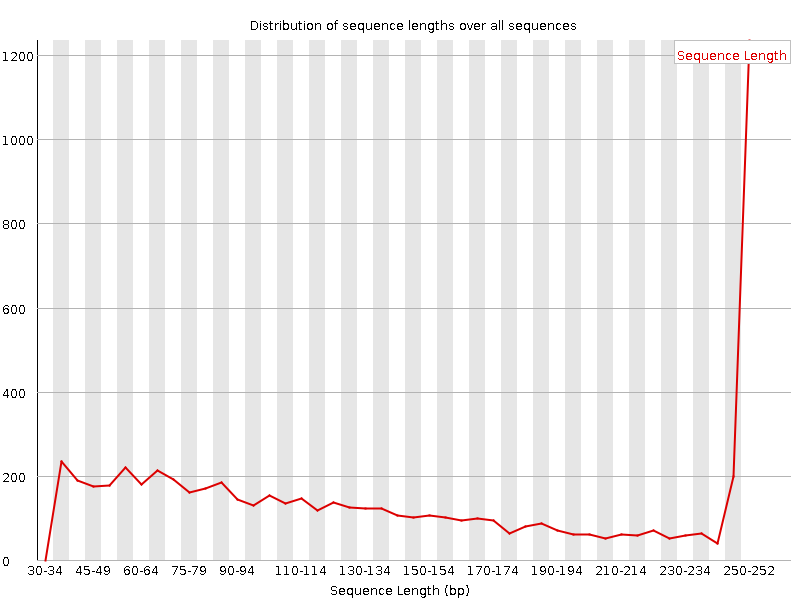 Distribution of sequence lengths over all sequences
Sequence Length
1200
1000
800
600
400
200
0
30-34 45-49 60-64 75-79 90-94 110-114 130-134 150-154 170-174 190-194 210-214 230-234 250-252
Sequence Length (bp)